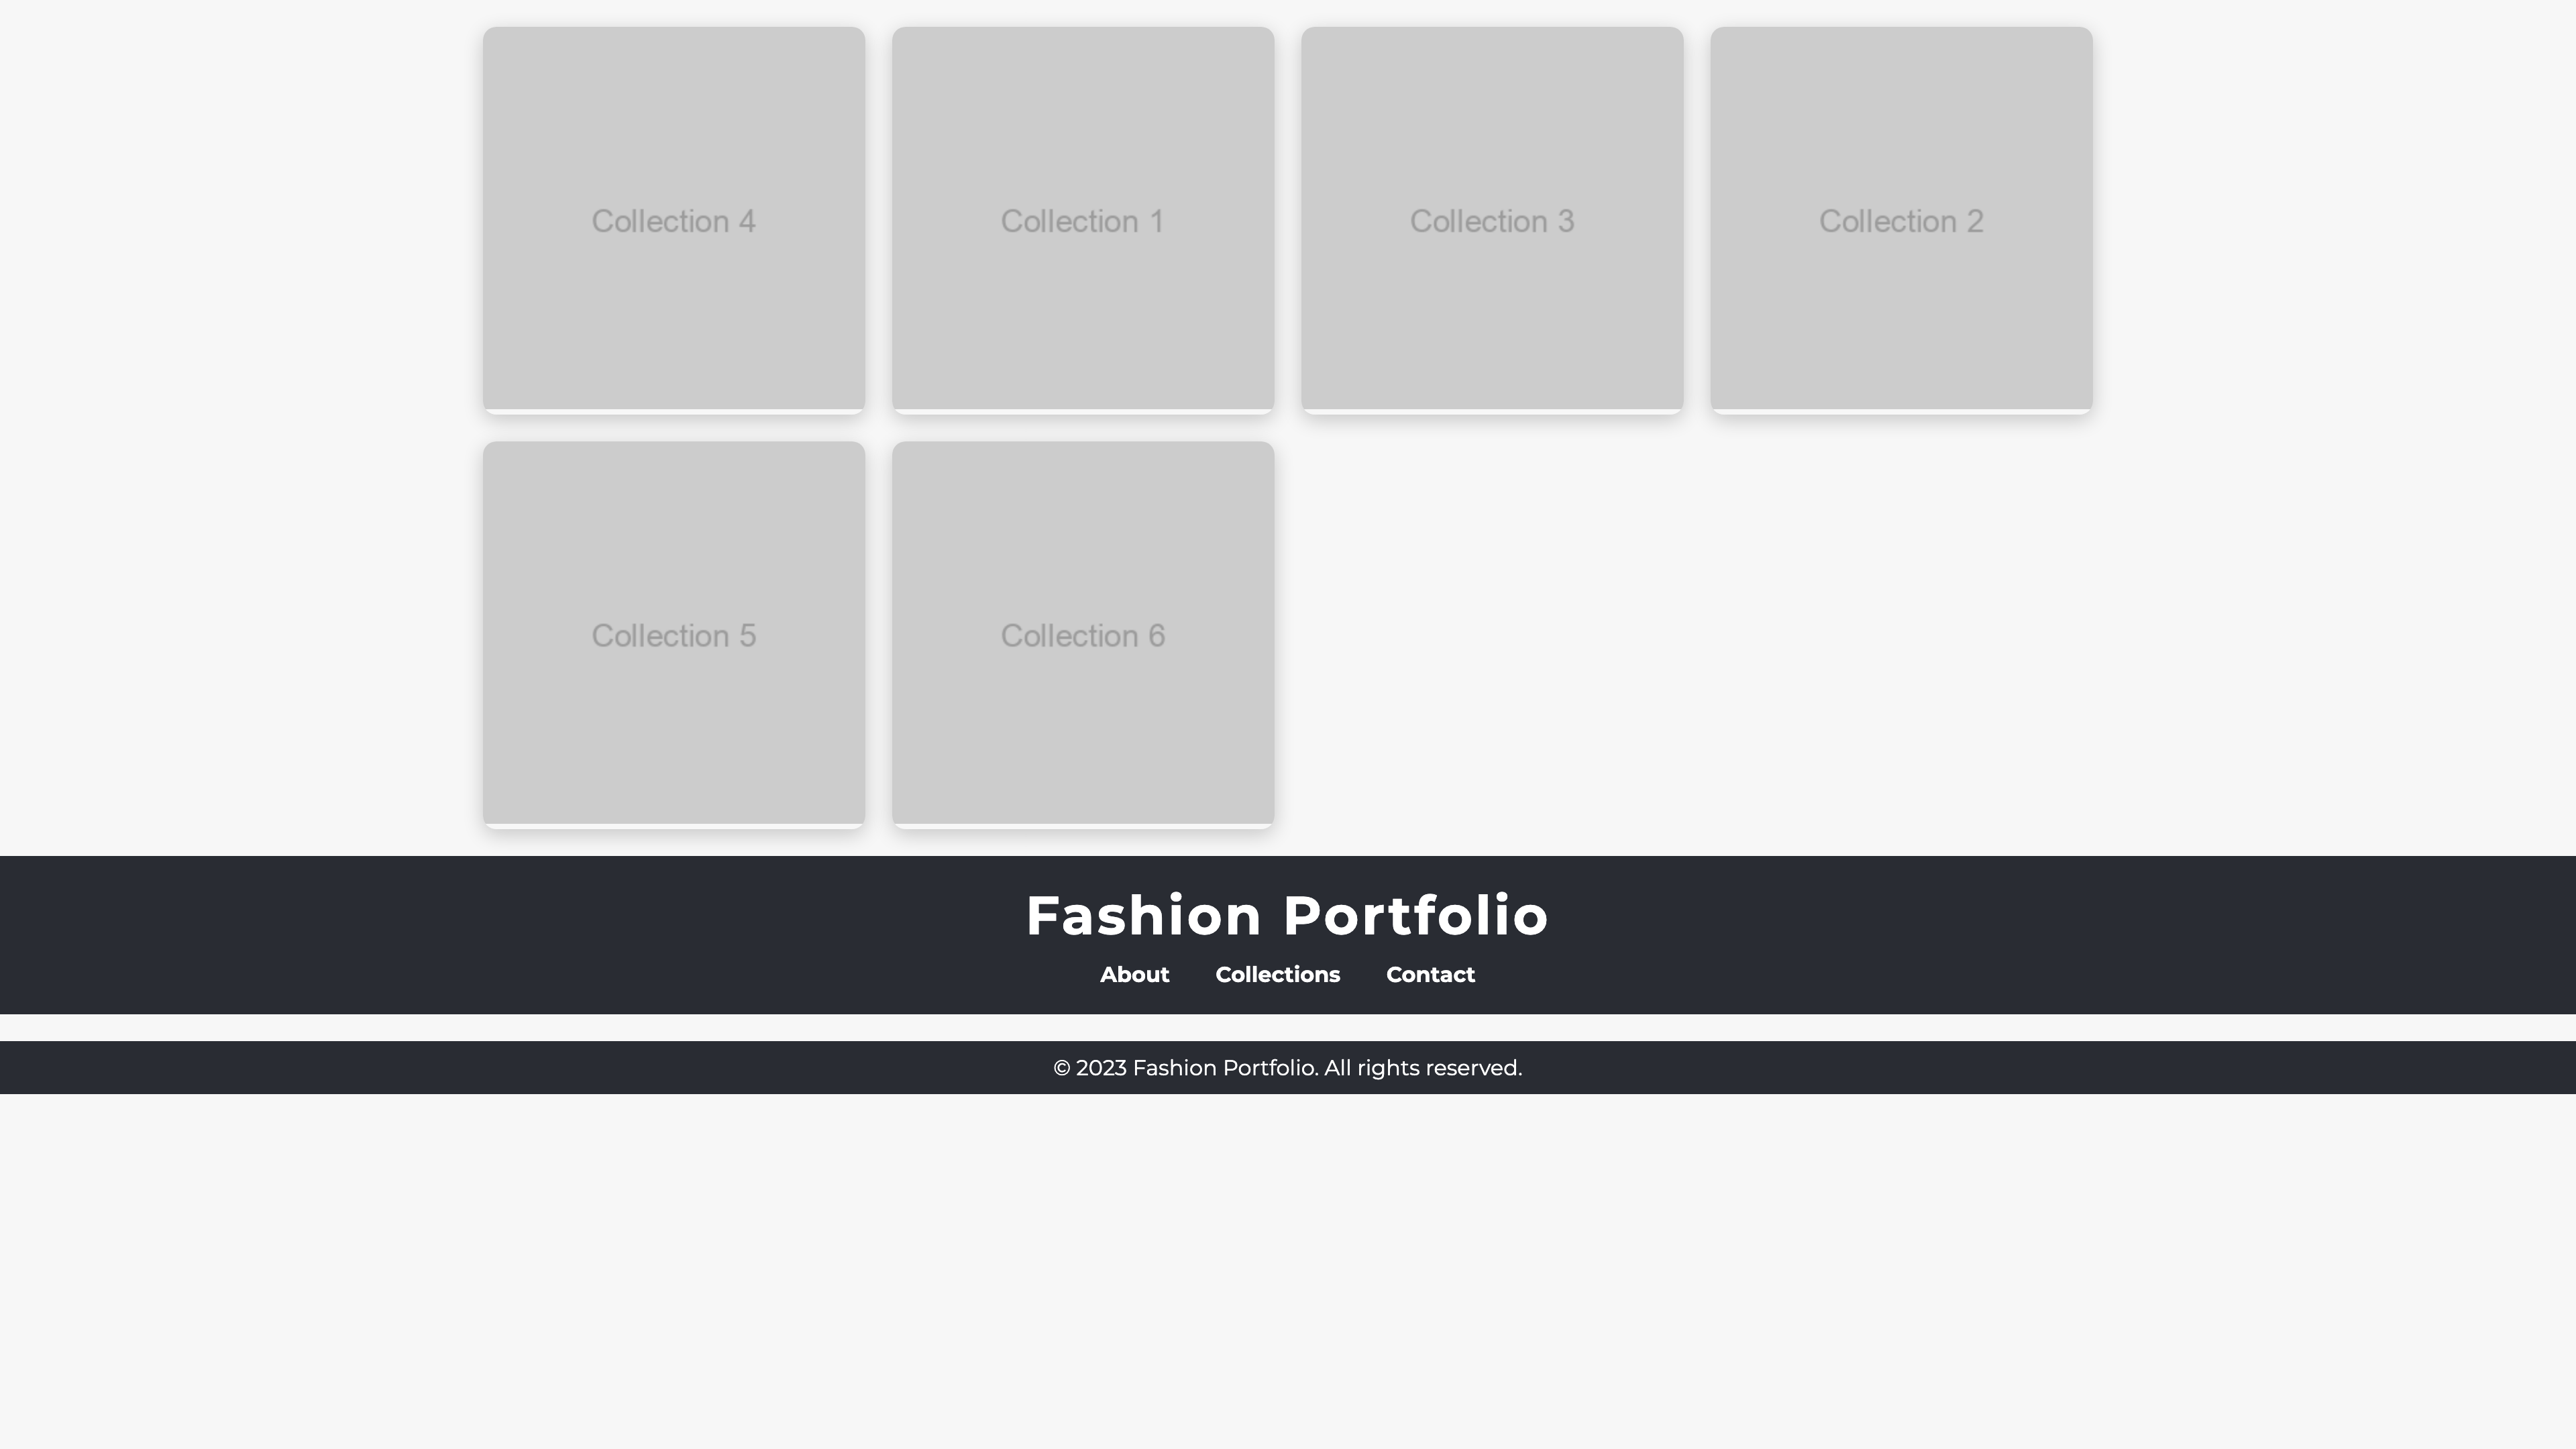 Collection 4
Collection 1
Collection 3
Collection 2
Collection 5
Collection 6
Fashion Portfolio
About Collections Contact
© 2023 Fashion Portfolio. All rights reserved.